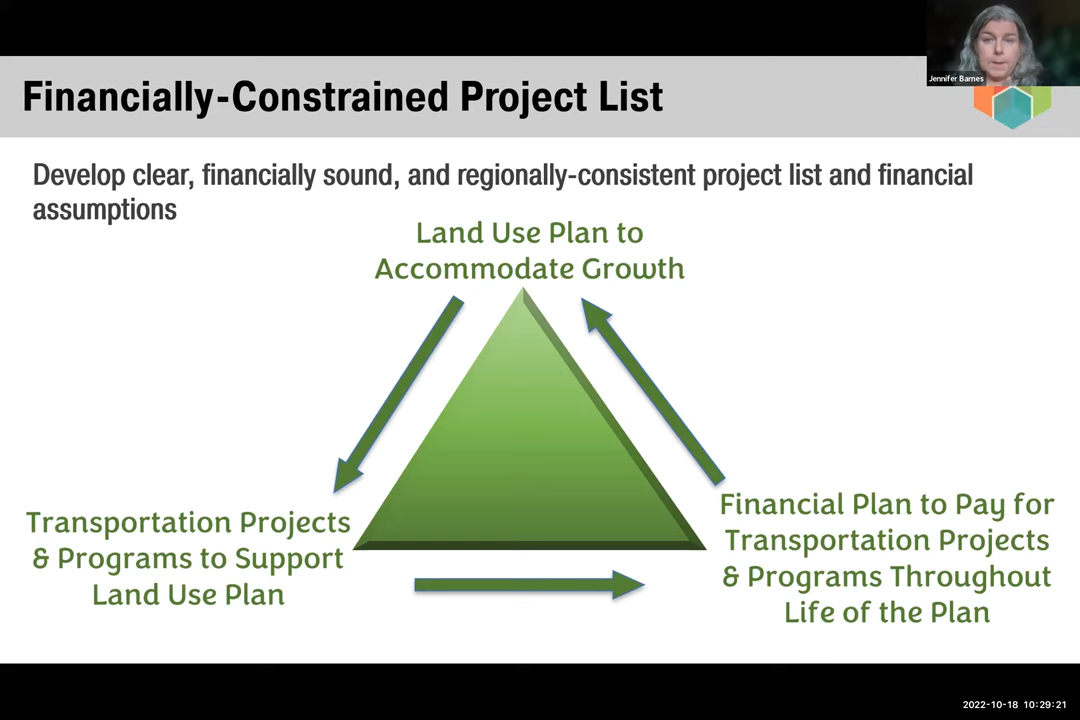 Jennifer Barnes
Financially-Constrained Project List
Develop clear, financially sound, and regionally-consistent project list and financial
assumptions
Land Use Plan to
Accommodate Growth
Transportation Projects
& Programs to Support
Land Use Plan
Financial Plan to Pay for
Transportation Projects
& Programs Throughout
Life of the Plan
2022-10-18 10:29:21